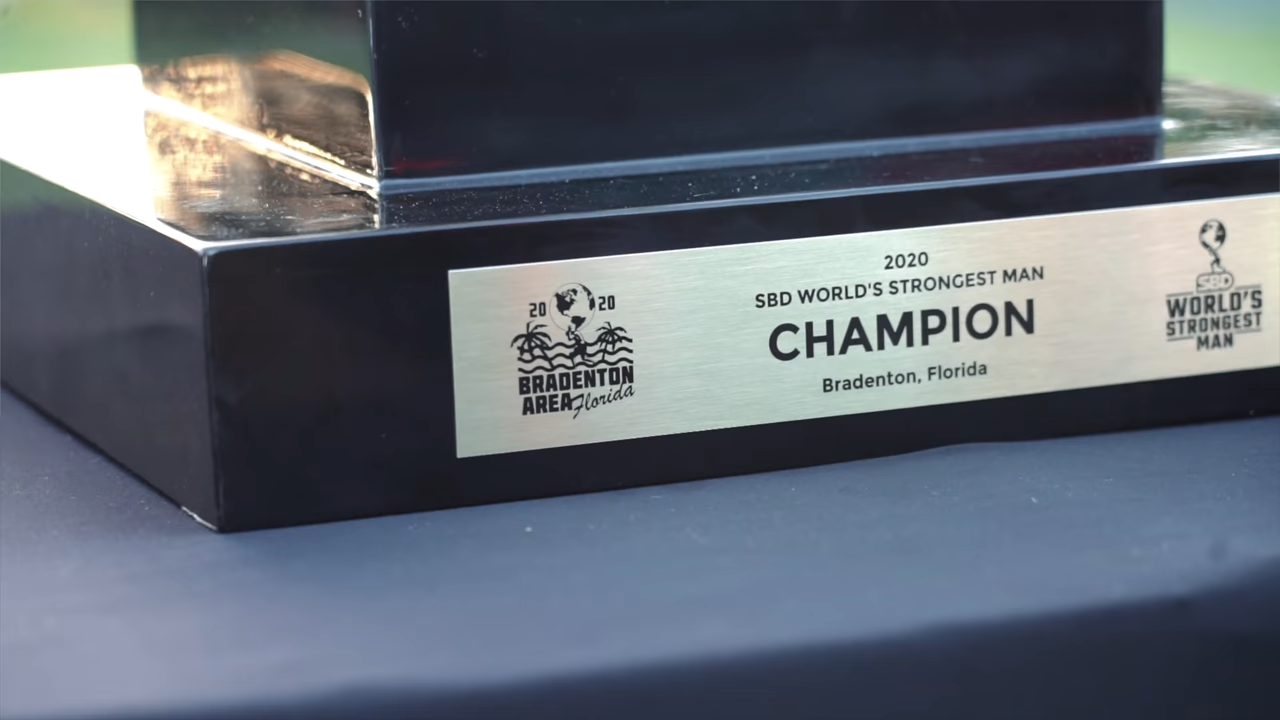 20 20
BRADENTON
AREA Florida
2020
SBD WORLD'S STRONGEST MAN
CHAMPION
Bradenton, Florida
SBD
WORLD'S
STRONGEST
MAN